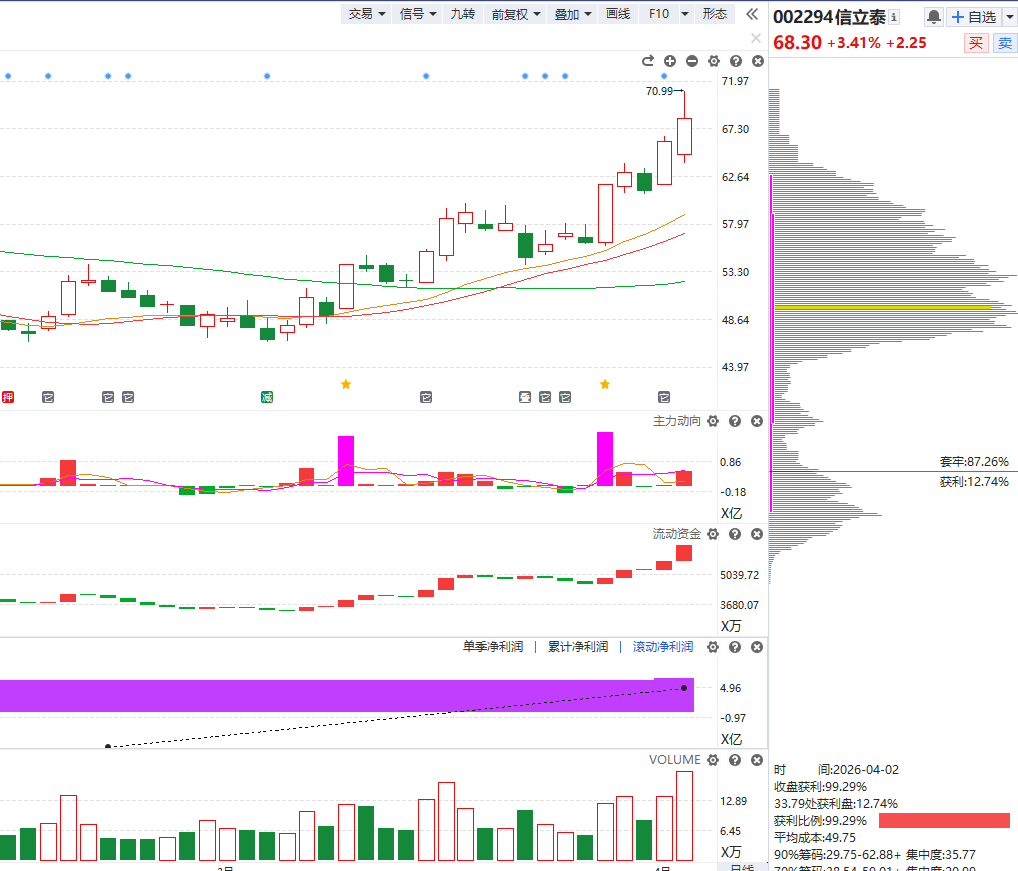 交易 信号 九转 前复权 叠加 画线 F10 形态
002294信立泰
自选
68.30 +3.41% +2.25
买 卖
70.99
71.97
67.30
62.64
57.97
53.30
48.64
43.97
押 减 叠
主力动向
0.86
-0.18
X亿
套牢:87.26%
获利:12.74%
流动资金
5039.72
3680.07
X万
单季净利润 | 累计净利润 | 滚动净利润
4.96
-0.97
X亿
VOLUME
12.89
6.45
X万
时 间:2026-04-02
收盘获利:99.29%
33.79处获利盘:12.74%
获利比例:99.29%
平均成本:49.75
90%筹码:29.75-62.88+ 集中度:35.77